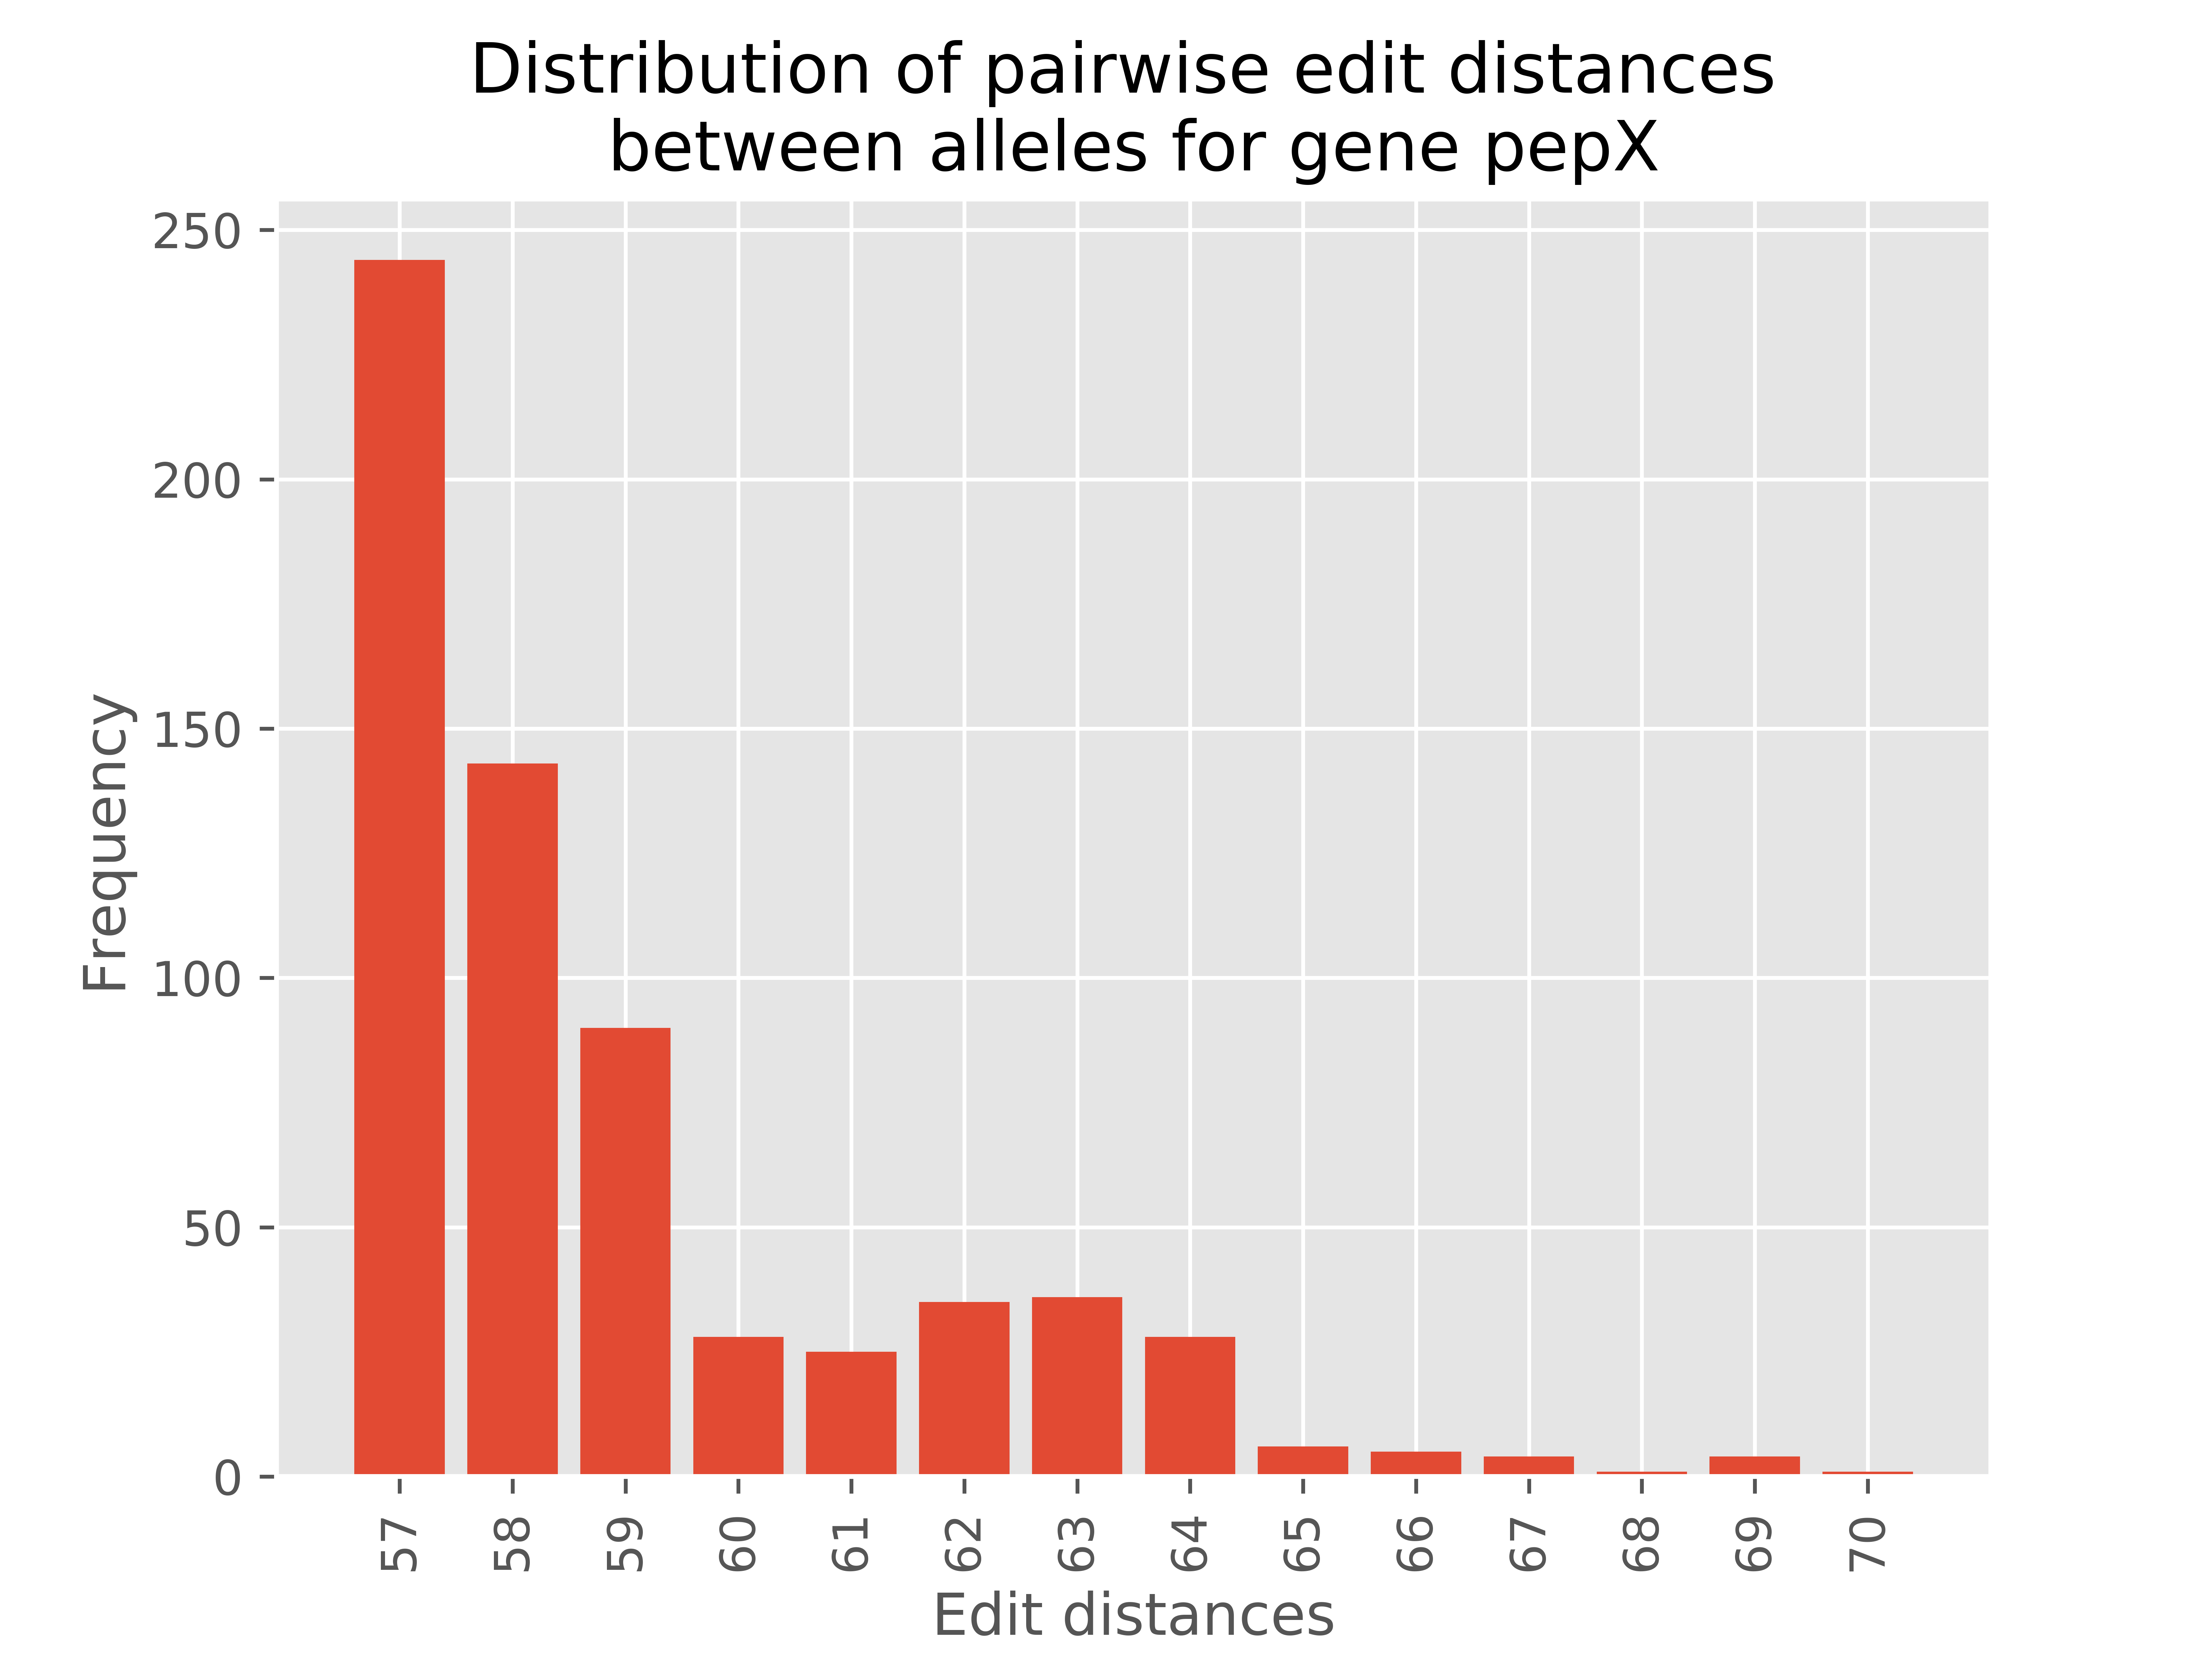 Distribution of pairwise edit distances
between alleles for gene pepX
Frequency
250
200
150
100
50
0
57 58 59 60 61 62 63 64 65 66 67 68 69 70
Edit distances